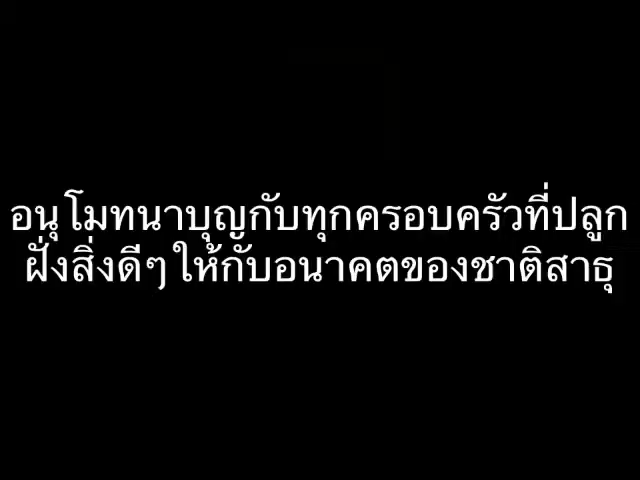 อนุโมทนาบุญกับทุกครอบครัวที่ปลูก
ฝั่งสิ่งดีๆ ให้กับอนาคตของชาติสาธุ